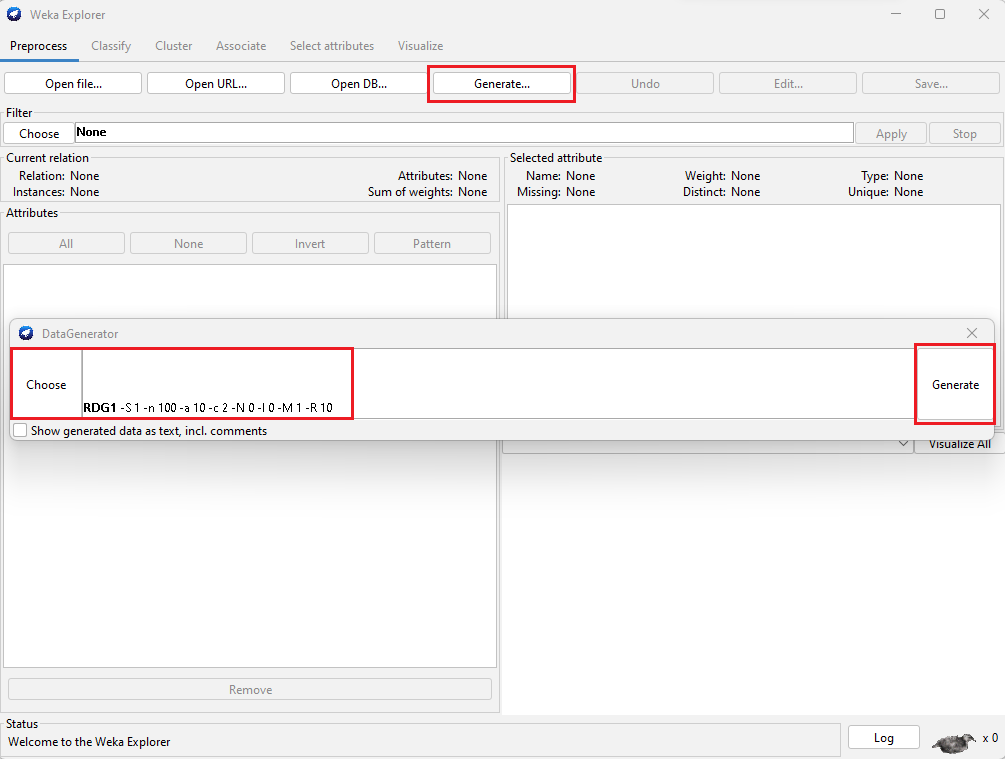 Weka Explorer
Preprocess Classify Cluster Associate Select attributes Visualize
Open file... Open URL... Open DB... Generate... Undo Edit... Save...
Filter
Choose None Apply Stop
Current relation
Relation: None Attributes: None
Instances: None Sum of weights: None
Selected attribute
Name: None Weight: None Type: None
Missing: None Distinct: None Unique: None
Attributes
All None Invert Pattern
DataGenerator
Choose RDG1 -S 1 -n 100 -a 10 -c 2 -N 0 -I 0 -M 1 -R 10 Generate
Show generated data as text, incl. comments
Visualize All
Remove
Status
Welcome to the Weka Explorer
Log x 0